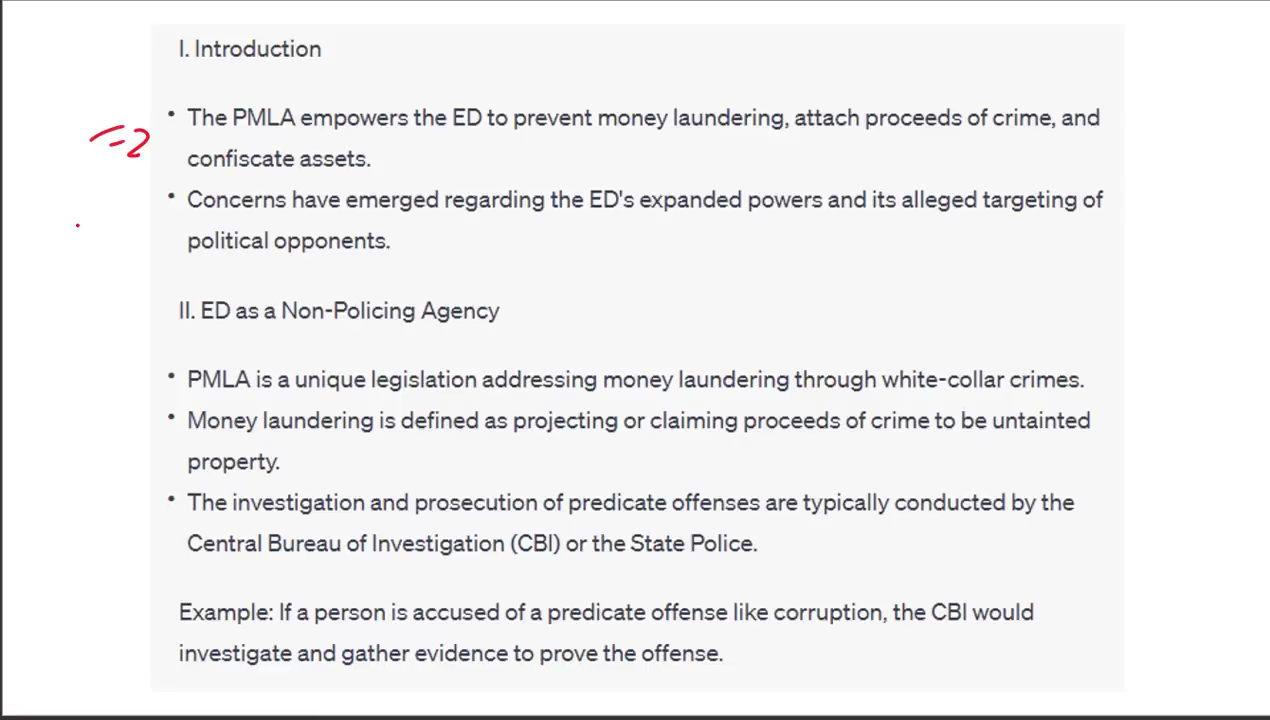 I. Introduction
• The PMLA empowers the ED to prevent money laundering, attach proceeds of crime, and
confiscate assets.
• Concerns have emerged regarding the ED's expanded powers and its alleged targeting of
political opponents.
II. ED as a Non-Policing Agency
• PMLA is a unique legislation addressing money laundering through white-collar crimes.
• Money laundering is defined as projecting or claiming proceeds of crime to be untainted
property.
• The investigation and prosecution of predicate offenses are typically conducted by the
Central Bureau of Investigation (CBI) or the State Police.
Example: If a person is accused of a predicate offense like corruption, the CBI would
investigate and gather evidence to prove the offense.